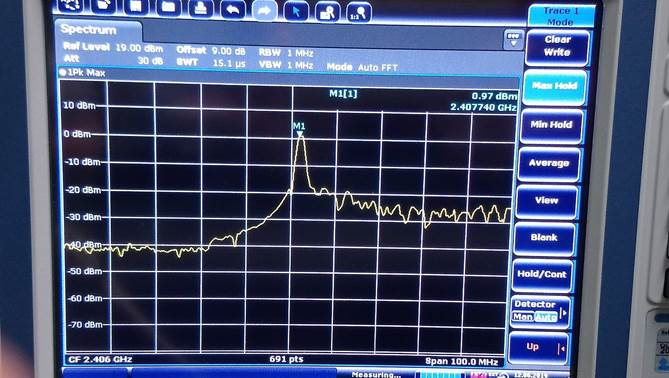 Trace 1
Mode
Spectrum
Ref Level 19.00 dBm Offset 9.00 dB RBW 1 MHz
Att 30 dB SWT 15.1 µs VBW 1 MHz Mode Auto FFT
1Pk Max
M1[1] 0.97 dBm
2.407740 GHz
10 dBm
M1
0 dBm
-10 dBm
-20 dBm
-30 dBm
-40 dBm
-50 dBm
-60 dBm
-70 dBm
CF 2.406 GHz 691 pts Span 100.0 MHz
Measuring...
Clear
Write
Max Hold
Min Hold
Average
View
Blank
Hold/Cont
Detector
Man Auto
Up